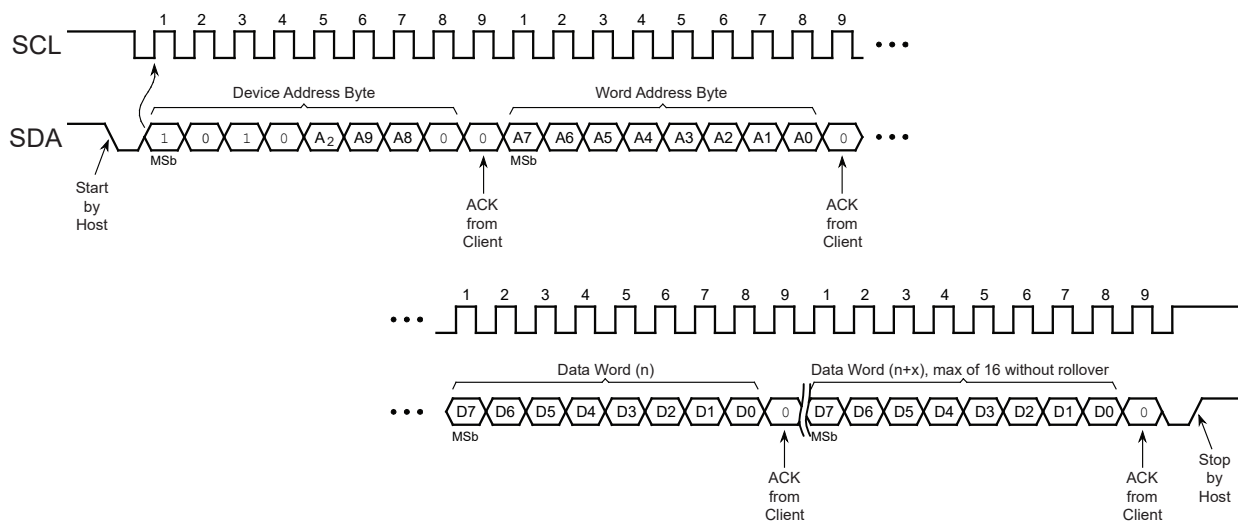 1 2 3 4 5 6 7 8 9 1 2 3 4 5 6 7 8 9
SCL
Device Address Byte Word Address Byte
SDA 1 0 1 0 A2 A9 A8 0 0 A7 A6 A5 A4 A3 A2 A1 A0 0
MSb MSb
Start
by
Host
ACK
from
Client
ACK
from
Client
1 2 3 4 5 6 7 8 9 1 2 3 4 5 6 7 8 9
Data Word (n) Data Word (n+x), max of 16 without rollover
D7 D6 D5 D4 D3 D2 D1 D0 0 D7 D6 D5 D4 D3 D2 D1 D0 0
MSb MSb
ACK
from
Client
ACK
from
Client
Stop
by
Host